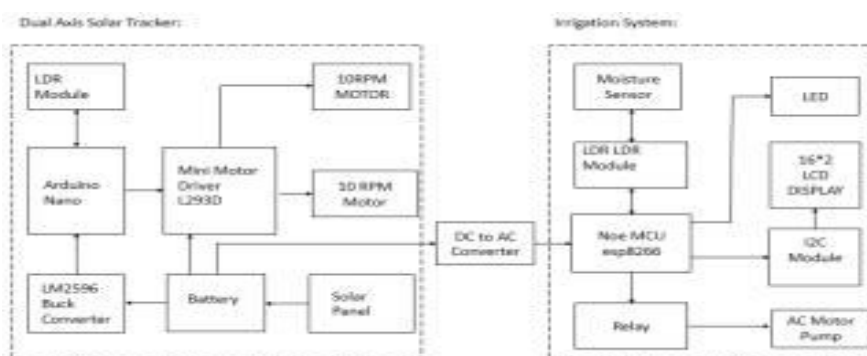 Dual Axis Solar Tracker:
Irrigation System:
LDR
Module
10RPM
MOTOR
Moisture
Sensor
LED
Arduino
Nano
Mini Motor
Driver
L293D
10 RPM
Motor
LDR LDR
Module
16*2
LCD
DISPLAY
DC to AC
Converter
Noe MCU
esp8266
I2C
Module
LM2596
Buck
Converter
Battery
Solar
Panel
Relay
AC Motor
Pump